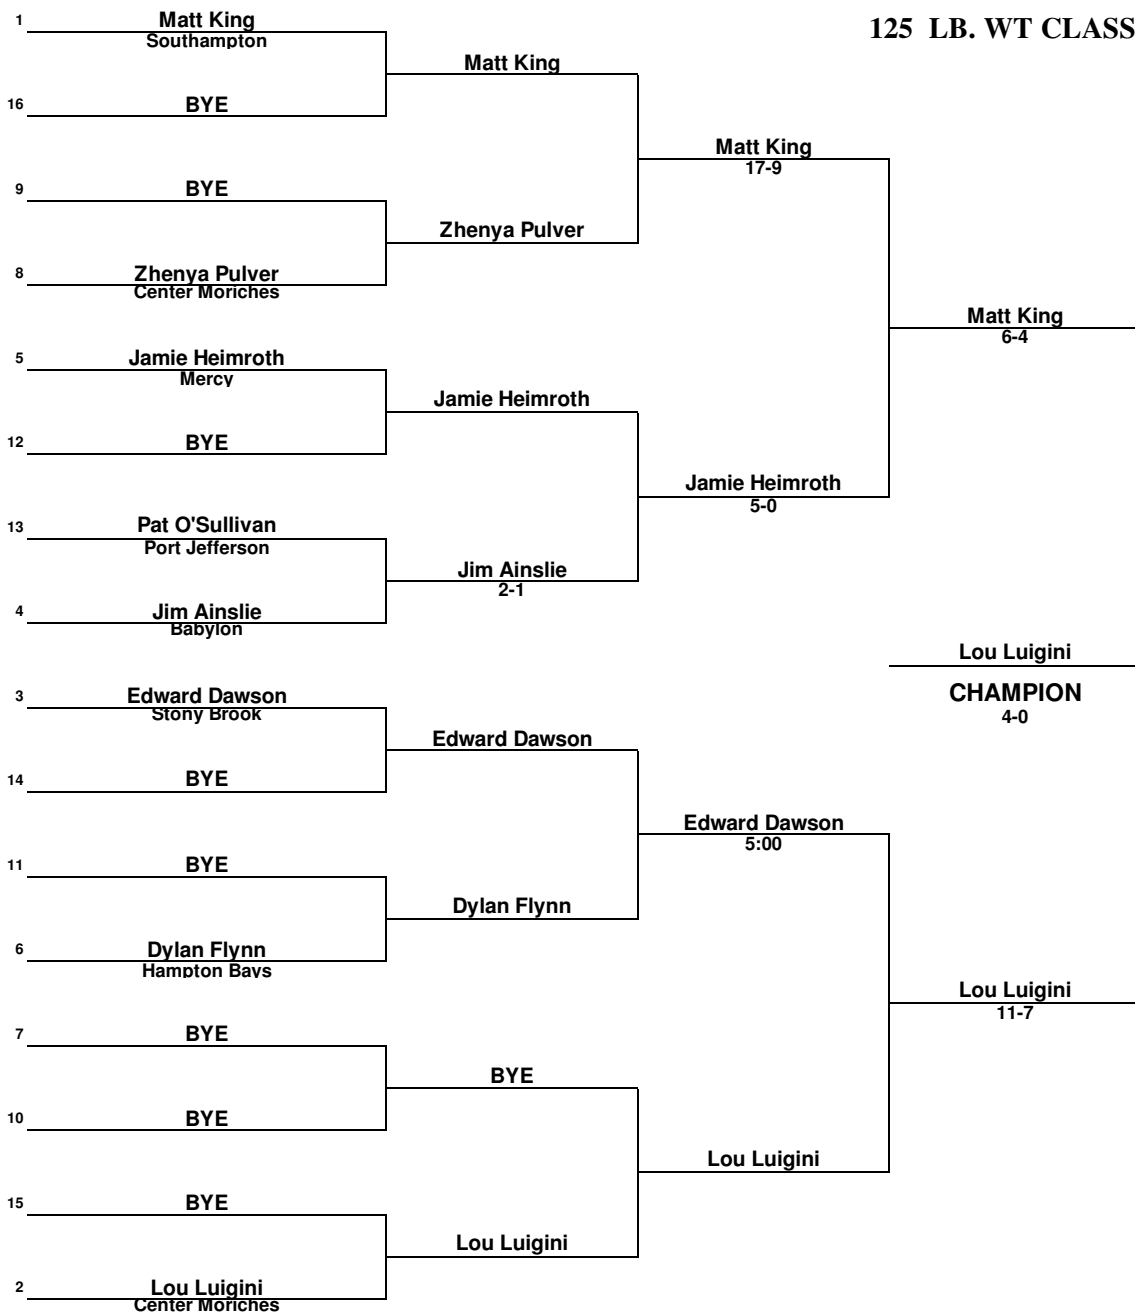 125 LB. WT CLASS
1 Matt King
Southampton
Matt King
16 BYE
Matt King
17-9
9 BYE
Zhenya Pulver
8 Zhenya Pulver
Center Moriches
Matt King
6-4
5 Jamie Heimroth
Mercy
Jamie Heimroth
12 BYE
Jamie Heimroth
5-0
13 Pat O'Sullivan
Port Jefferson
Jim Ainslie
2-1
4 Jim Ainslie
Babylon
Lou Luigini
CHAMPION
4-0
3 Edward Dawson
Stony Brook
Edward Dawson
14 BYE
Edward Dawson
5:00
11 BYE
Dylan Flynn
6 Dylan Flynn
Hampton Bays
Lou Luigini
11-7
7 BYE
BYE
10 BYE
Lou Luigini
15 BYE
Lou Luigini
2 Lou Luigini
Center Moriches